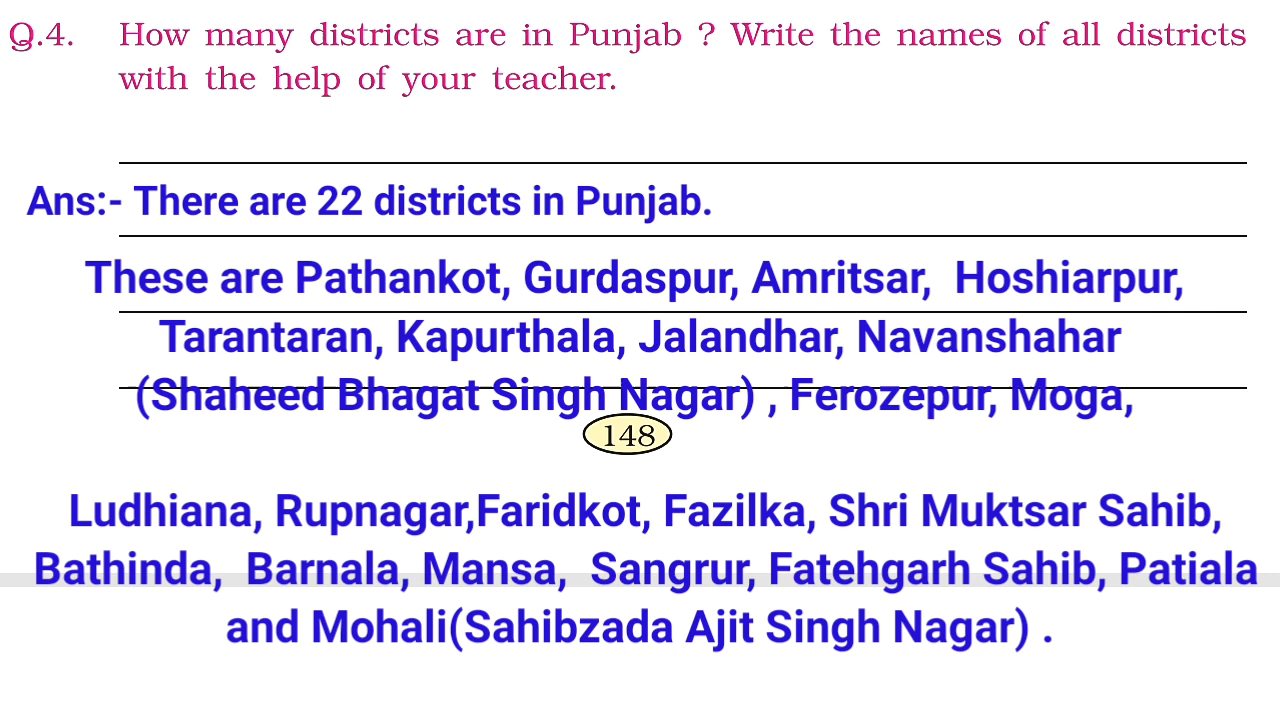 Q.4. How many districts are in Punjab ? Write the names of all districts
with the help of your teacher.
Ans:- There are 22 districts in Punjab.
These are Pathankot, Gurdaspur, Amritsar, Hoshiarpur,
Tarantaran, Kapurthala, Jalandhar, Navanshahar
(Shaheed Bhagat Singh Nagar) , Ferozepur, Moga,
148
Ludhiana, Rupnagar,Faridkot, Fazilka, Shri Muktsar Sahib,
Bathinda, Barnala, Mansa, Sangrur, Fatehgarh Sahib, Patiala
and Mohali(Sahibzada Ajit Singh Nagar) .